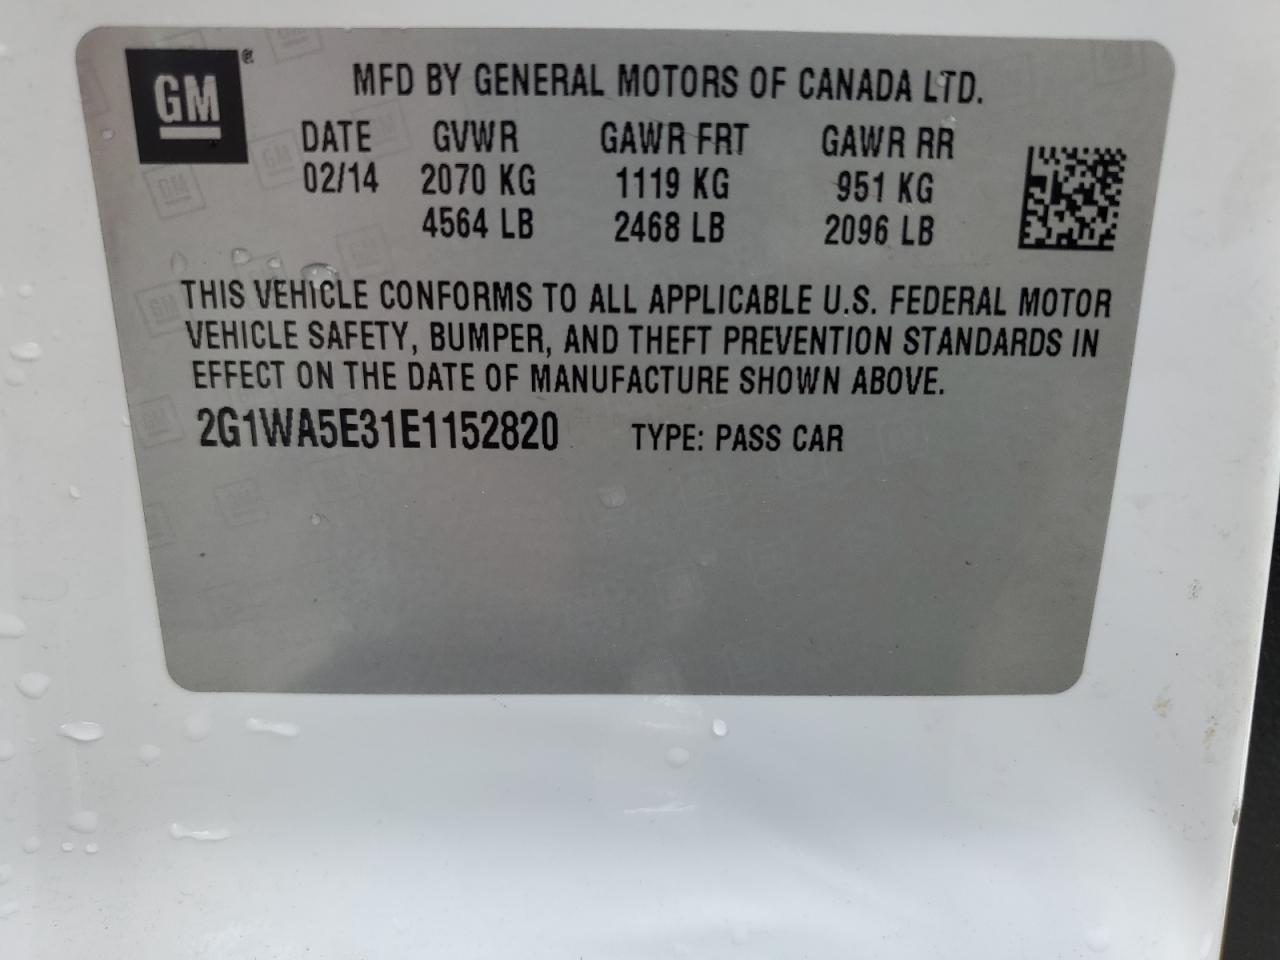 GM ®
MFD BY GENERAL MOTORS OF CANADA LTD.
DATE GVWR GAWR FRT GAWR RR
02/14 2070 KG 1119 KG 951 KG
4564 LB 2468 LB 2096 LB
THIS VEHICLE CONFORMS TO ALL APPLICABLE U.S. FEDERAL MOTOR
VEHICLE SAFETY, BUMPER, AND THEFT PREVENTION STANDARDS IN
EFFECT ON THE DATE OF MANUFACTURE SHOWN ABOVE.
2G1WA5E31E1152820 TYPE: PASS CAR